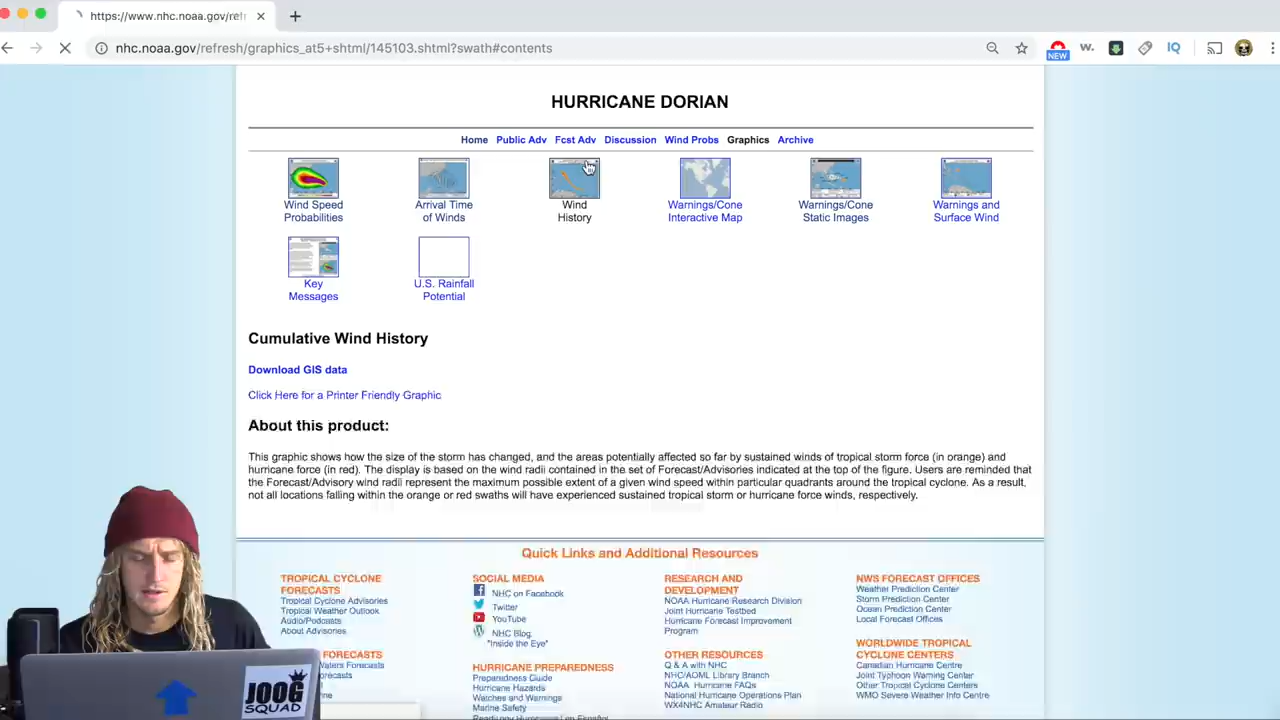 https://www.nhc.noaa.gov/refr
nhc.noaa.gov/refresh/graphics_at5+shtml/145103.shtml?swath#contents
NEW
w.
IQ
HURRICANE DORIAN
Home Public Adv Fcst Adv Discussion Wind Probs Graphics Archive
Wind Speed
Probabilities
Arrival Time
of Winds
Wind
History
Warnings/Cone
Interactive Map
Warnings/Cone
Static Images
Warnings and
Surface Wind
Key
Messages
U.S. Rainfall
Potential
Cumulative Wind History
Download GIS data
Click Here for a Printer Friendly Graphic
About this product:
This graphic shows how the size of the storm has changed, and the areas potentially affected so far by sustained winds of tropical storm force (in orange) and
hurricane force (in red). The display is based on the wind radii contained in the set of Forecast/Advisories indicated at the top of the figure. Users are reminded that
the Forecast/Advisory wind radii represent the maximum possible extent of a given wind speed within particular quadrants around the tropical cyclone. As a result,
not all locations falling within the orange or red swaths will have experienced sustained tropical storm or hurricane force winds, respectively.
Quick Links and Additional Resources
TROPICAL CYCLONE
FORECASTS
Tropical Cyclone Advisories
Tropical Weather Outlook
Audio/Podcasts
About Advisories
FORECASTS
Waters Forecasts
SOCIAL MEDIA
NHC on Facebook
Twitter
YouTube
NHC Blog:
"Inside the Eye"
HURRICANE PREPAREDNESS
Preparedness Guide
Hurricane Hazards
Watches and Warnings
Marine Safety
RESEARCH AND
DEVELOPMENT
NOAA Hurricane Research Division
Joint Hurricane Testbed
Hurricane Forecast Improvement
Program
OTHER RESOURCES
Q & A with NHC
NHC/AOML Library Branch
NOAA Hurricane FAQs
National Hurricane Operations Plan
WX4NHC Amateur Radio
NWS FORECAST OFFICES
Weather Prediction Center
Storm Prediction Center
Ocean Prediction Center
Local Forecast Offices
WORLDWIDE TROPICAL
CYCLONE CENTERS
Canadian Hurricane Centre
Joint Typhoon Warning Center
Other Tropical Cyclone Centers
WMO Severe Weather Info Centre
SQUAD